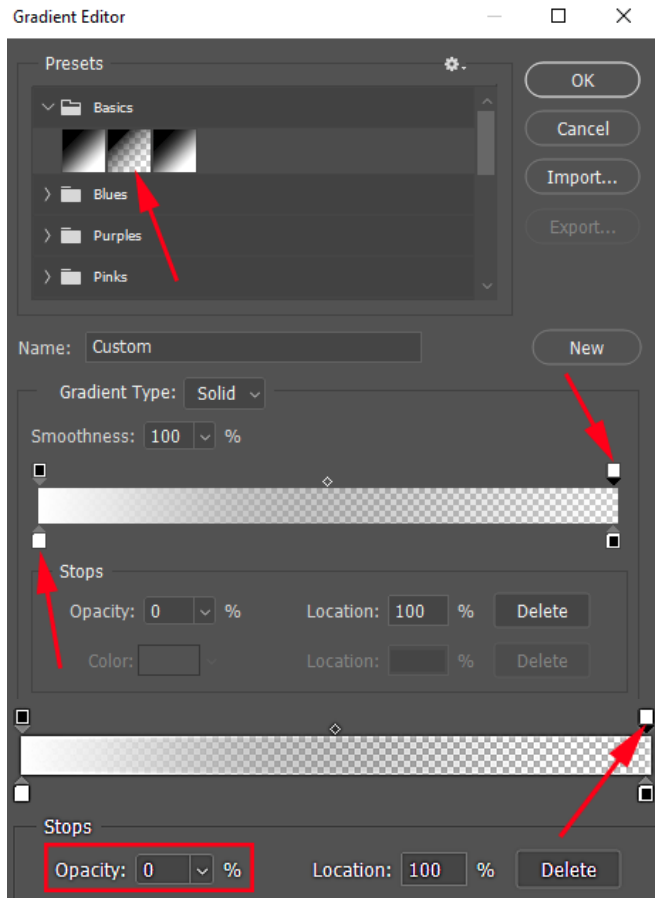 Gradient Editor
Presets
OK
Basics
Cancel
Import...
Blues
Export...
Purples
Pinks
Name: Custom
New
Gradient Type: Solid
Smoothness: 100 %
Stops
Opacity: 0 % Location: 100 % Delete
Color: Location: % Delete
Stops
Opacity: 0 % Location: 100 % Delete